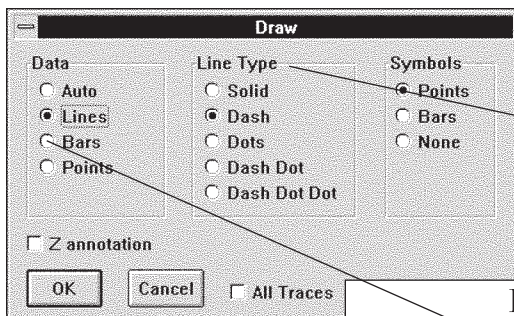 Draw
Data
Auto
Lines
Bars
Points
Line Type
Solid
Dash
Dots
Dash Dot
Dash Dot Dot
Symbols
Points
Bars
None
Z annotation
OK Cancel All Traces